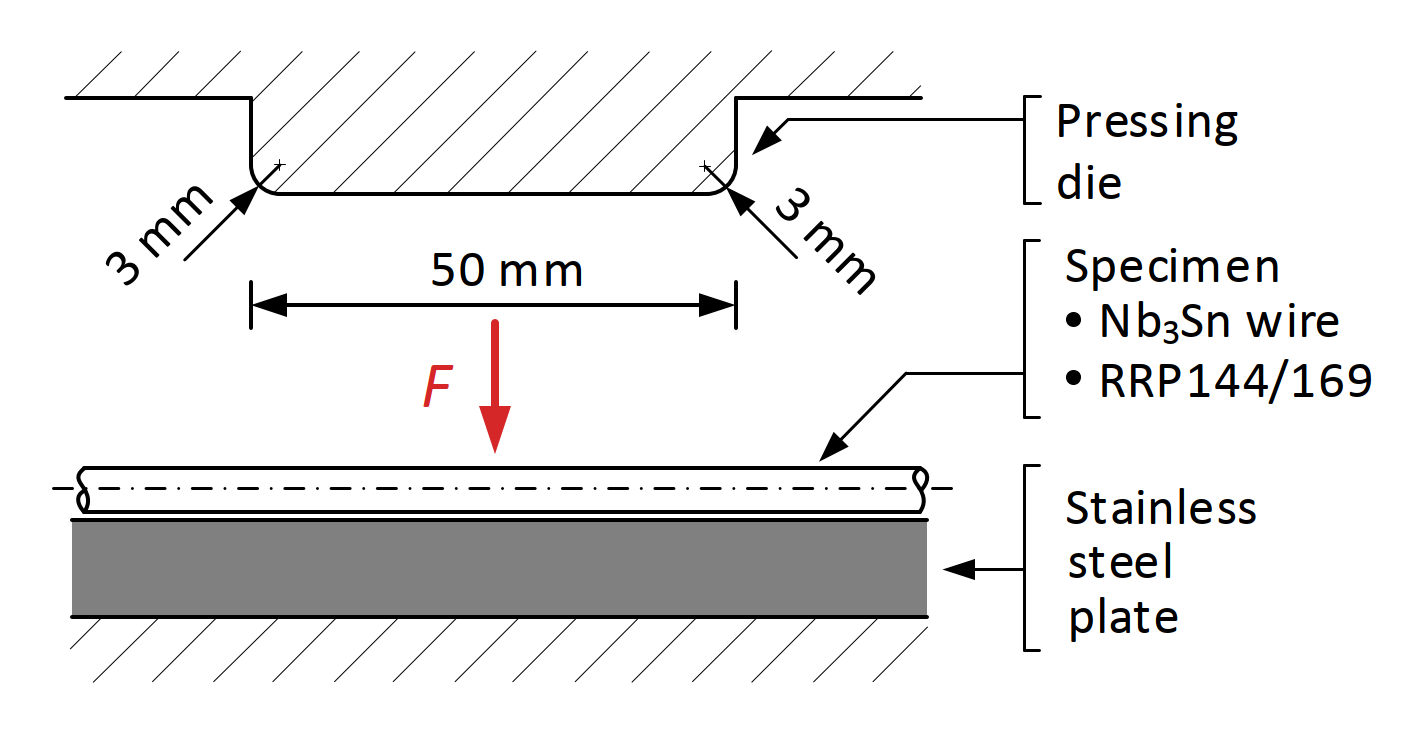 Pressing
die
3 mm
3 mm
50 mm
F
Specimen
• Nb₃Sn wire
• RRP144/169
Stainless
steel
plate